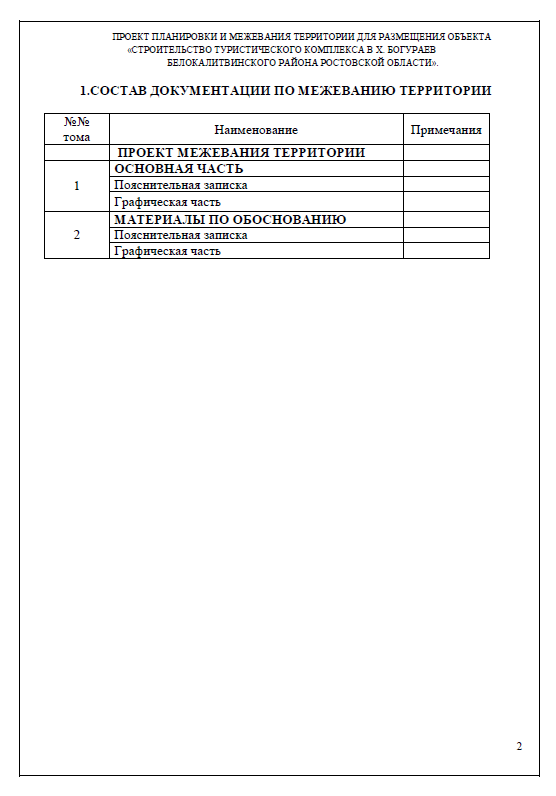 ПРОЕКТ ПЛАНИРОВКИ И МЕЖЕВАНИЯ ТЕРРИТОРИИ ДЛЯ РАЗМЕЩЕНИЯ ОБЪЕКТА
«СТРОИТЕЛЬСТВО ТУРИСТИЧЕСКОГО КОМПЛЕКСА В Х. БОГУРАЕВ
БЕЛОКАЛИТВИНСКОГО РАЙОНА РОСТОВСКОЙ ОБЛАСТИ».
1.СОСТАВ ДОКУМЕНТАЦИИ ПО МЕЖЕВАНИЮ ТЕРРИТОРИИ
№№
тома
Наименование
Примечания
ПРОЕКТ МЕЖЕВАНИЯ ТЕРРИТОРИИ
1
ОСНОВНАЯ ЧАСТЬ
Пояснительная записка
Графическая часть
2
МАТЕРИАЛЫ ПО ОБОСНОВАНИЮ
Пояснительная записка
Графическая часть
2